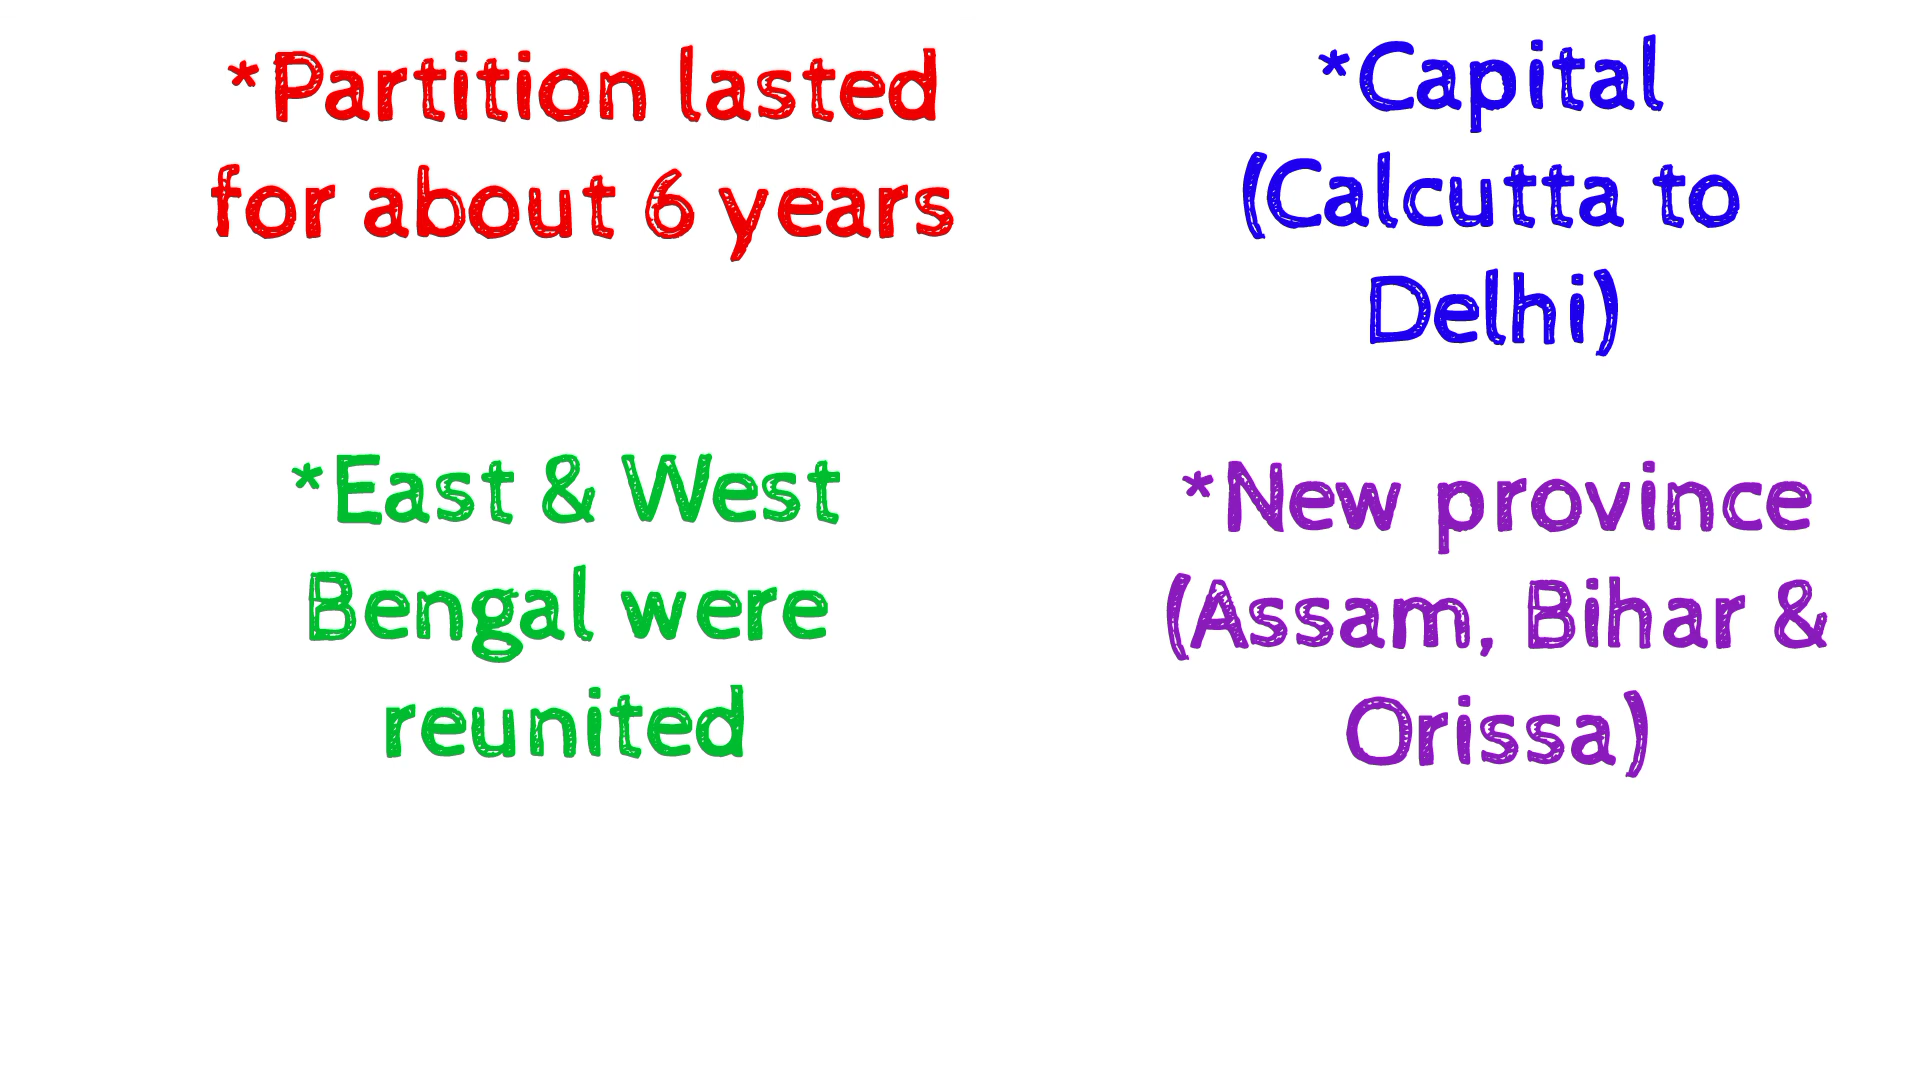 *Partition lasted
for about 6 years
*Capital
(Calcutta to
Delhi)
*East & West
Bengal were
reunited
*New province
(Assam, Bihar &
Orissa)